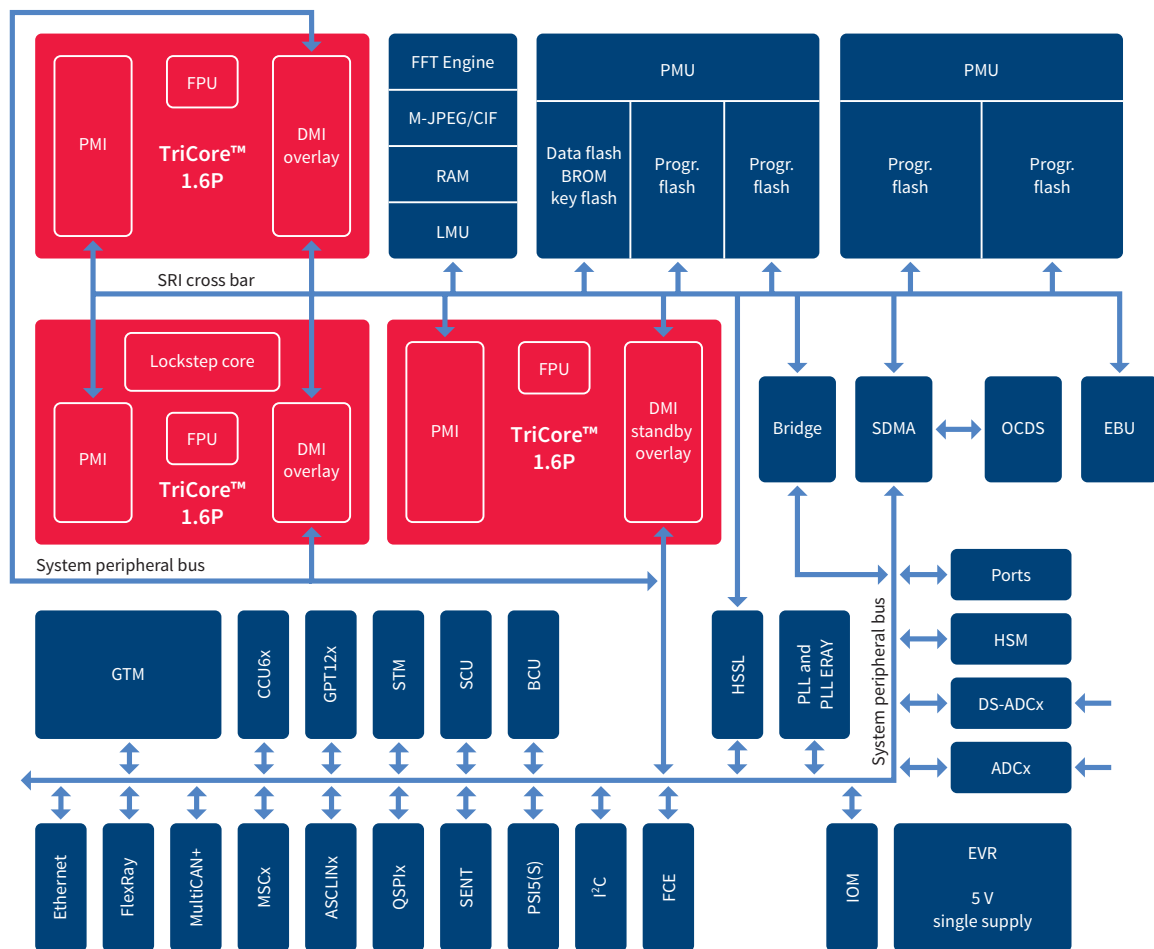 FPU
PMI
TriCore™
1.6P
DMI
overlay
FFT Engine
M-JPEG/CIF
RAM
LMU
PMU
Data flash
BROM
key flash
Progr.
flash
Progr.
flash
PMU
Progr.
flash
Progr.
flash
SRI cross bar
Lockstep core
PMI
FPU
TriCore™
1.6P
DMI
overlay
PMI
FPU
TriCore™
1.6P
DMI
standby
overlay
Bridge
SDMA
OCDS
EBU
System peripheral bus
System peripheral bus
Ports
HSM
DS-ADCx
ADCx
GTM
CCU6x
GPT12x
STM
SCU
BCU
HSSL
PLL and
PLL ERAY
Ethernet
FlexRay
MultiCAN+
MSCx
ASCLINx
QSPIx
SENT
PSI5(S)
I²C
FCE
IOM
EVR
5 V
single supply